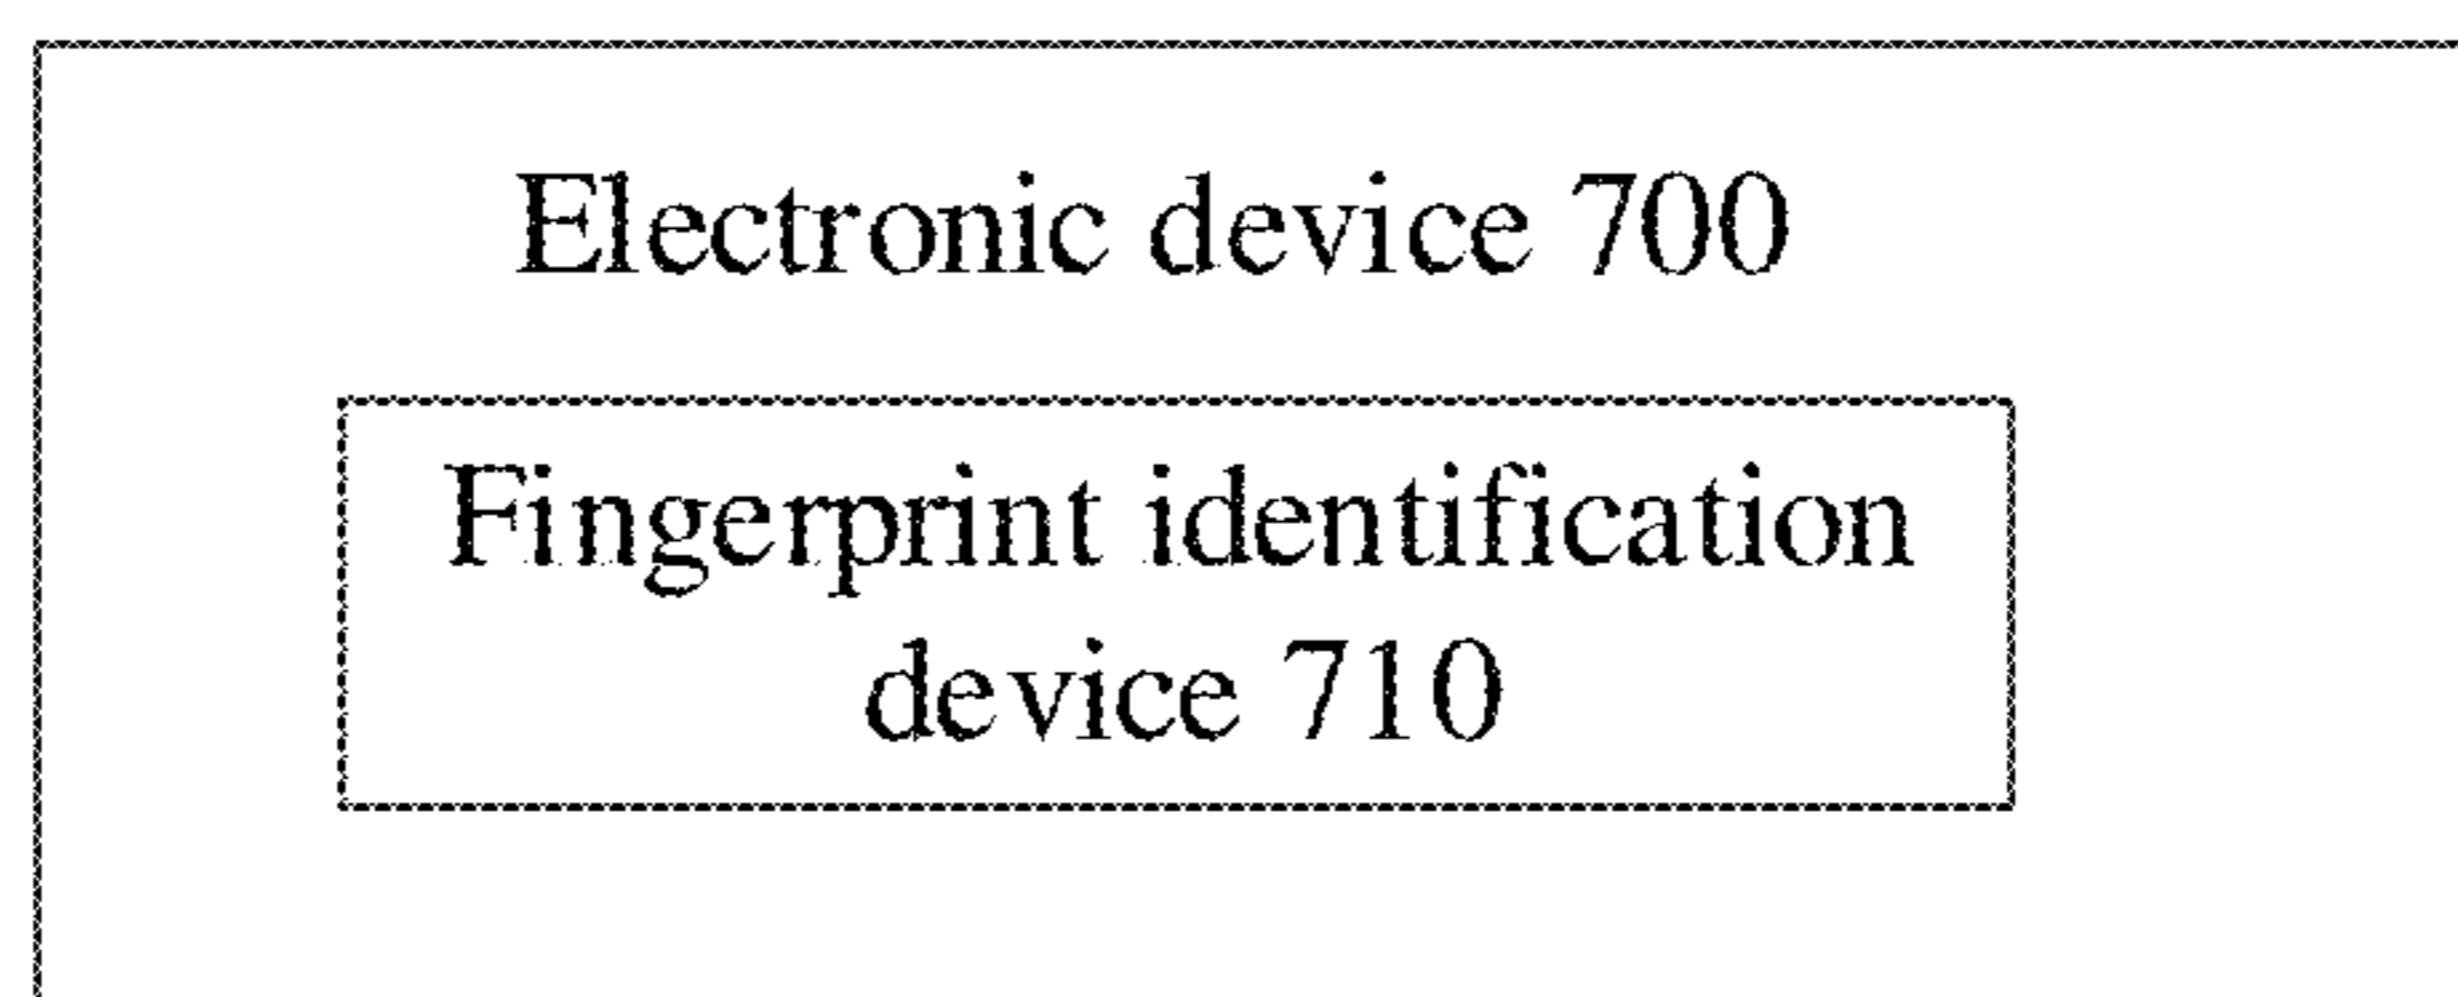 Electronic device 700
Fingerprint identification
device 710